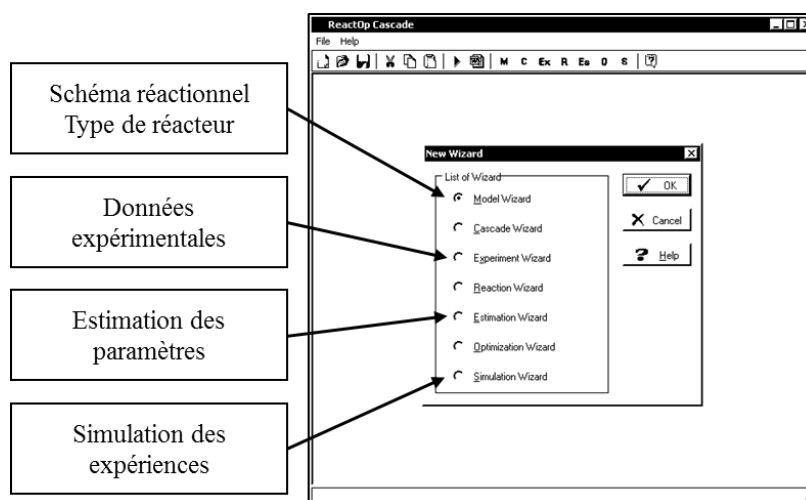 ReactOp Cascade
File Help
M C Ex R Es O S
Schéma réactionnel
Type de réacteur
Données
expérimentales
Estimation des
paramètres
Simulation des
expériences
New Wizard
List of Wizard
Model Wizard
Cascade Wizard
Experiment Wizard
Reaction Wizard
Estimation Wizard
Optimization Wizard
Simulation Wizard
OK
Cancel
Help